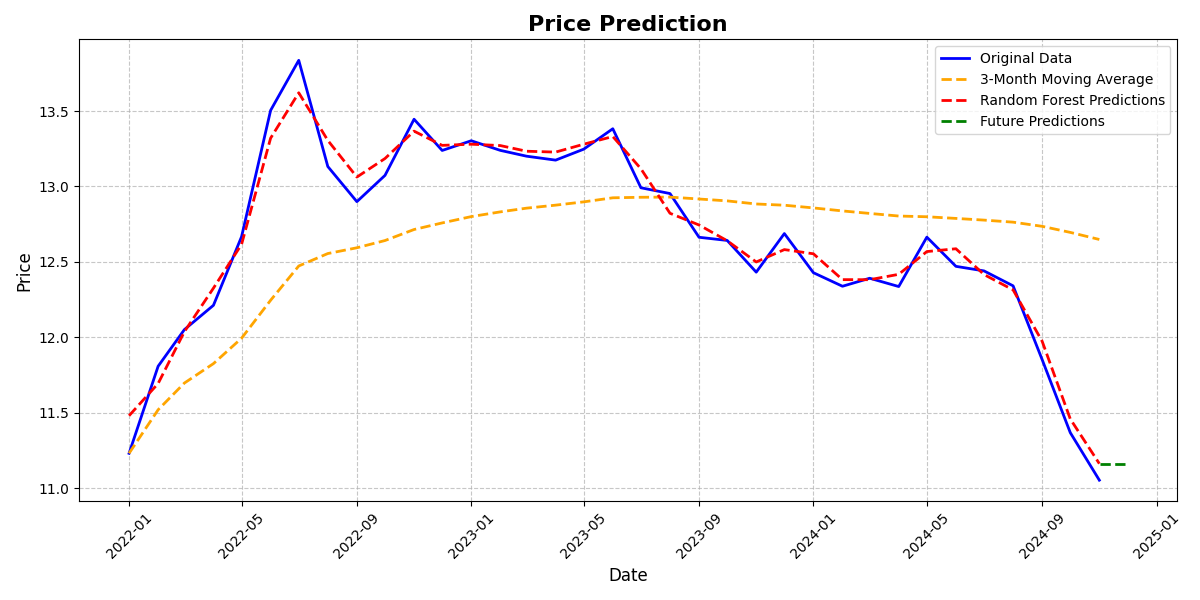 Price Prediction
Original Data
3-Month Moving Average
Random Forest Predictions
Future Predictions
Price
13.5
13.0
12.5
12.0
11.5
11.0
2022-01
2022-05
2022-09
2023-01
2023-05
2023-09
2024-01
2024-05
2024-09
2025-01
Date